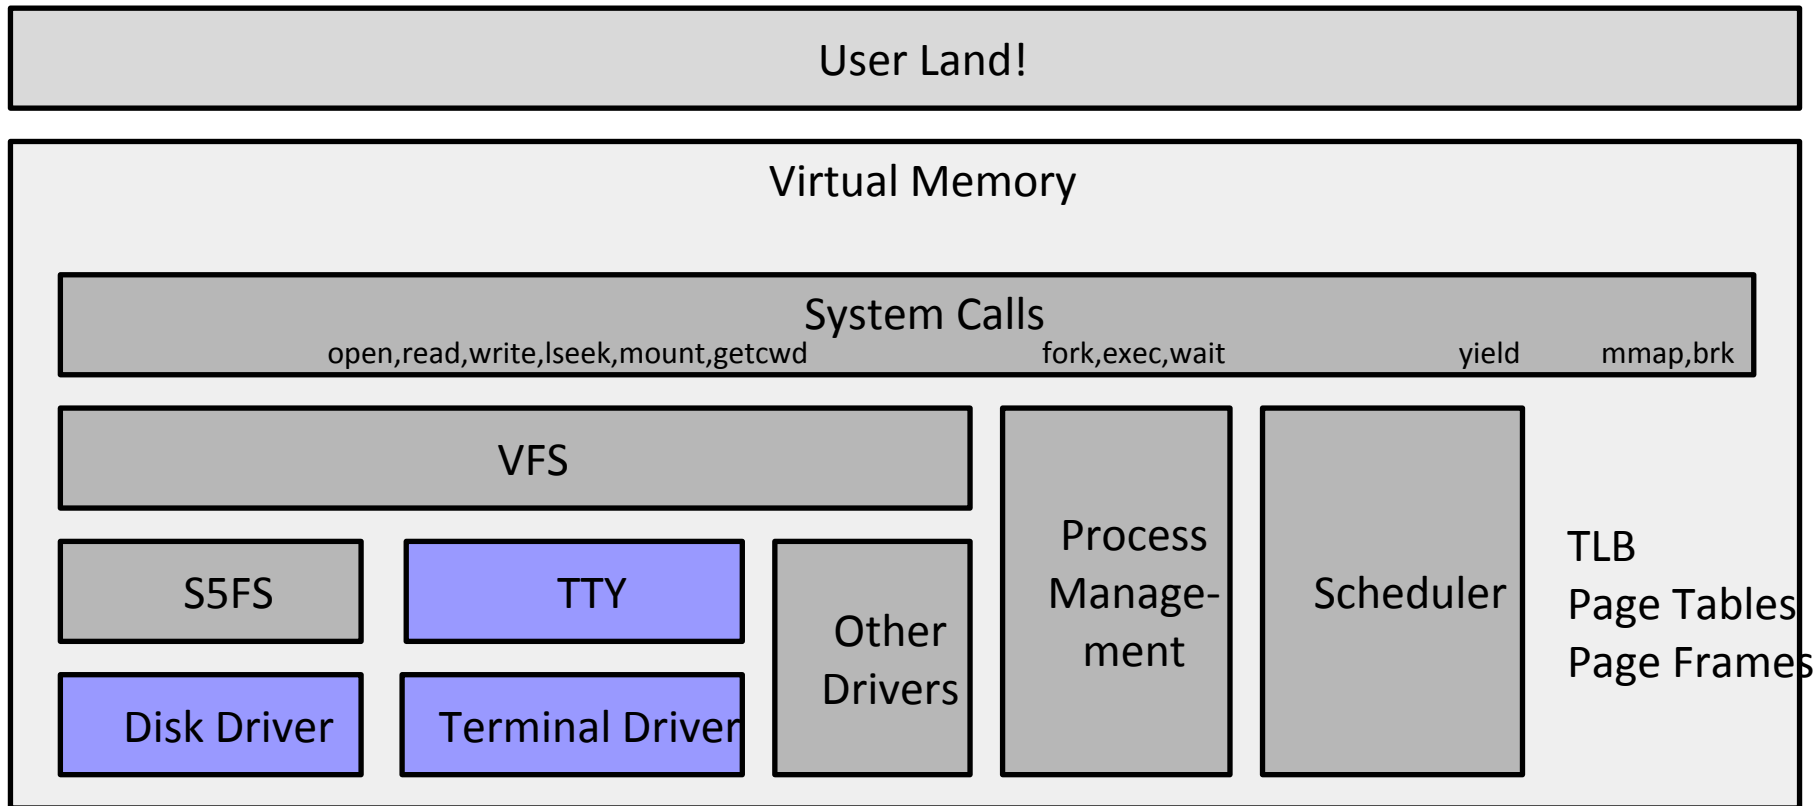 User Land!
Virtual Memory
System Calls
open,read,write,lseek,mount,getcwd
fork,exec,wait
yield
mmap,brk
VFS
S5FS
TTY
Other
Drivers
Disk Driver
Terminal Driver
Process
Manage-
ment
Scheduler
TLB
Page Tables
Page Frames